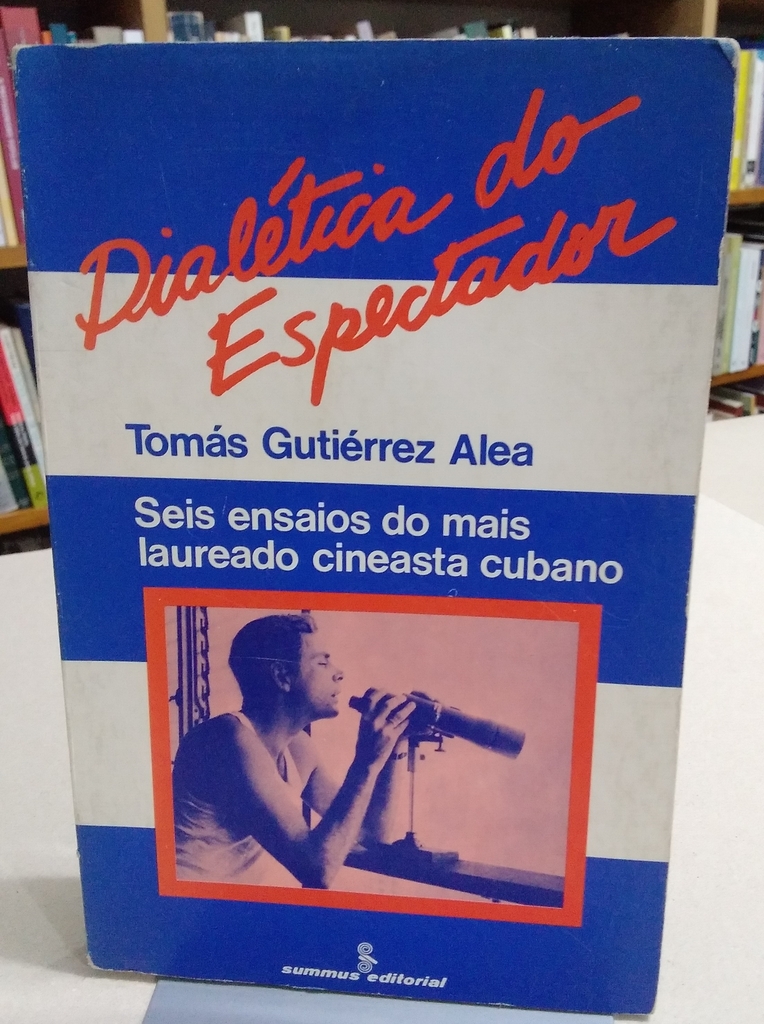 Dialética do
Espectador
Tomás Gutiérrez Alea
Seis ensaios do mais
laureado cineasta cubano
summus editorial